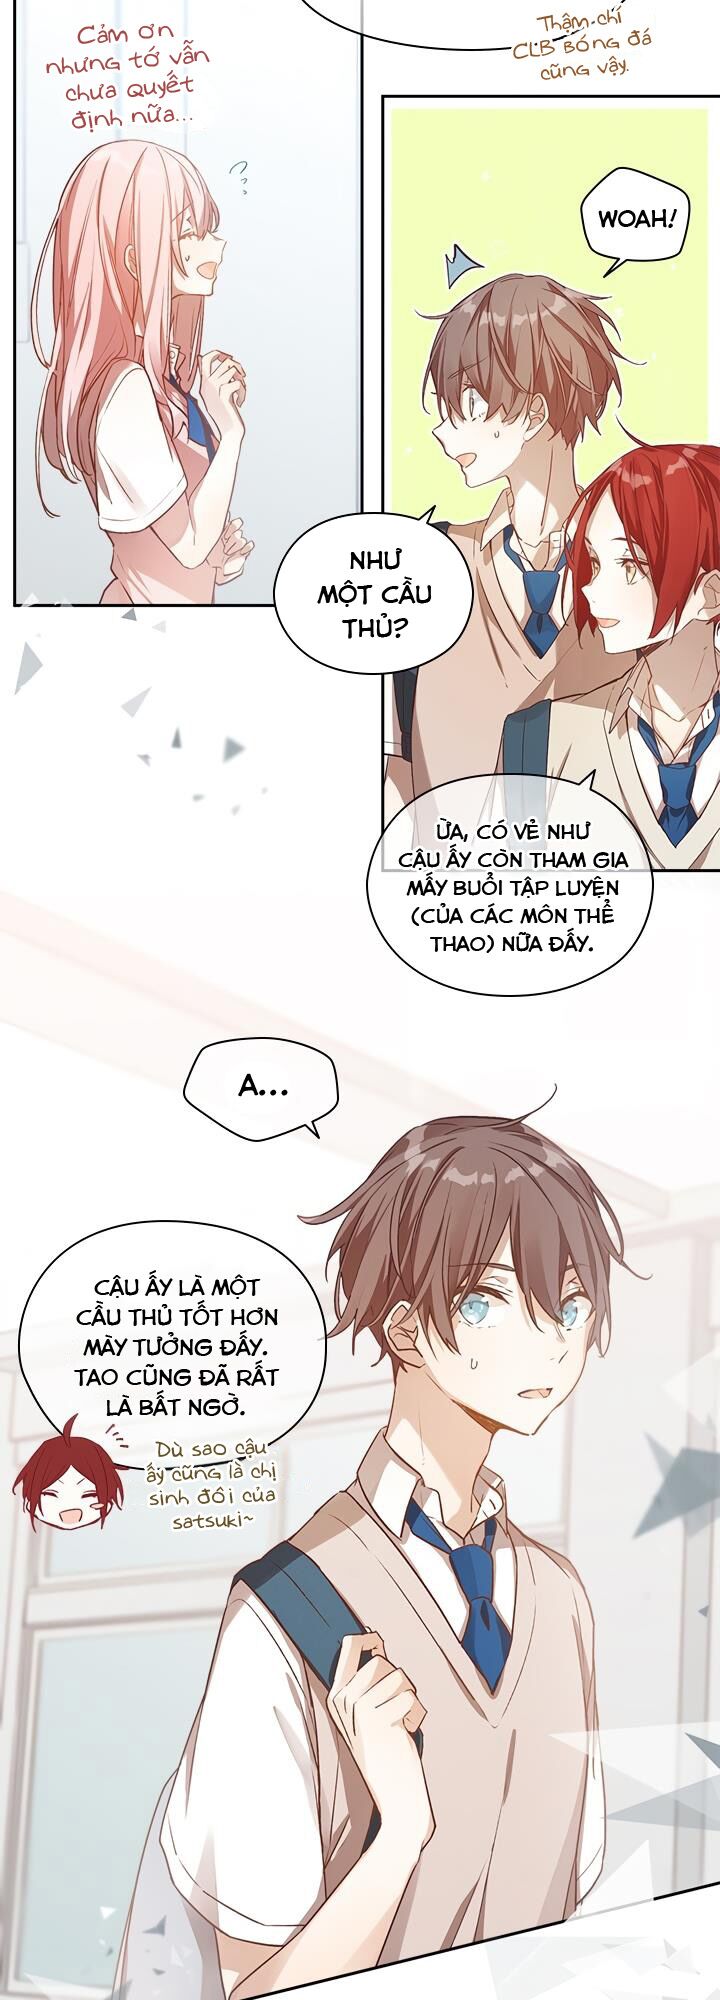 Cảm ơn
nhưng tớ vẫn
chưa quyết
định nữa...
Thậm chí
CLB Bóng đá
cũng vậy.
WOAH!
NHƯ
MỘT CẦU
THỦ?
ỪA, CÓ VẺ NHƯ
CẬU ẤY CÒN THAM GIA
MẤY BUỔI TẬP LUYỆN
(CỦA CÁC MÔN THỂ
THAO) NỮA ĐẤY.
A...
CẬU ẤY LÀ MỘT
CẦU THỦ TỐT HƠN
MÀY TƯỞNG ĐẤY.
TAO CŨNG ĐÃ RẤT
LÀ BẤT NGỜ.
Dù sao cậu
ấy cũng là chị
sinh đôi của
satsuki~